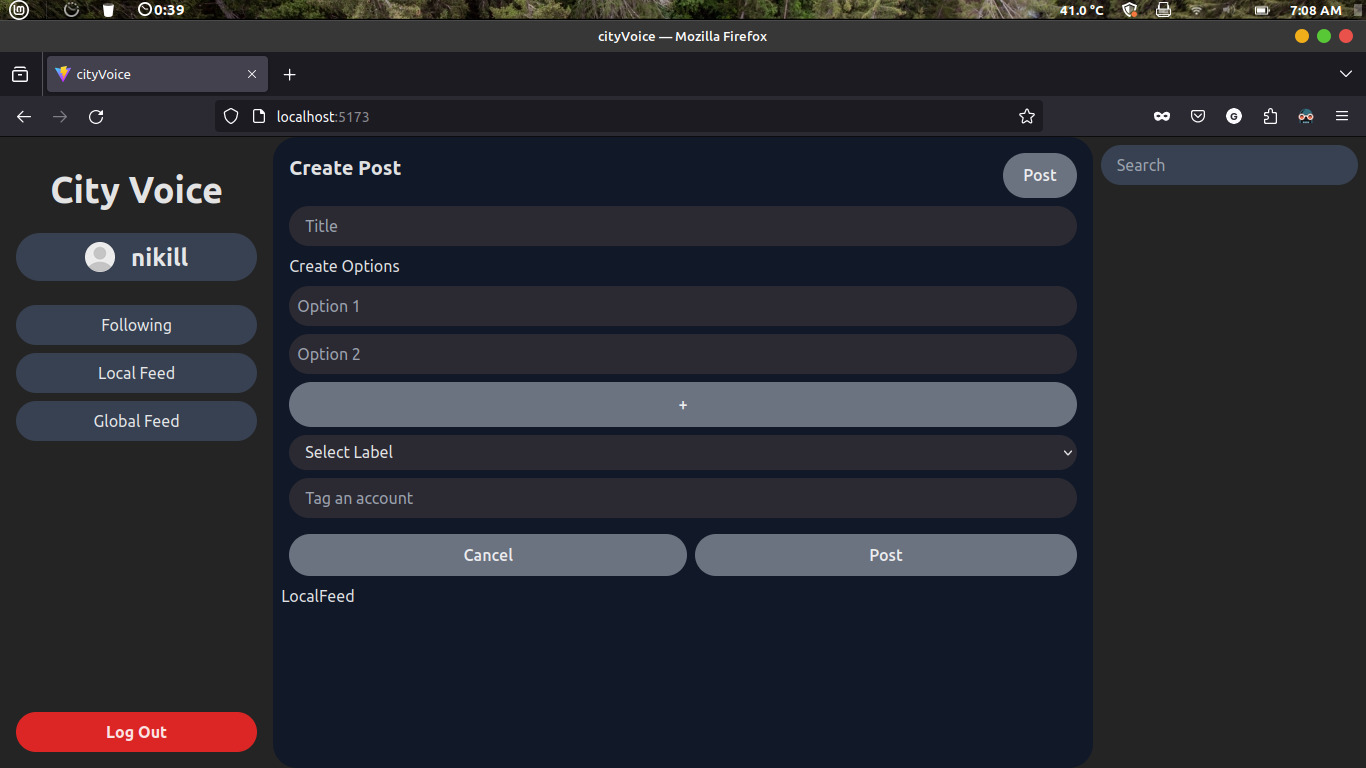 0:39
41.0 °C
7:08 AM
cityVoice — Mozilla Firefox
cityVoice
localhost:5173
G
City Voice
nikill
Following
Local Feed
Global Feed
Log Out
Create Post
Post
Title
Create Options
Option 1
Option 2
+
Select Label
Tag an account
Cancel
Post
LocalFeed
Search